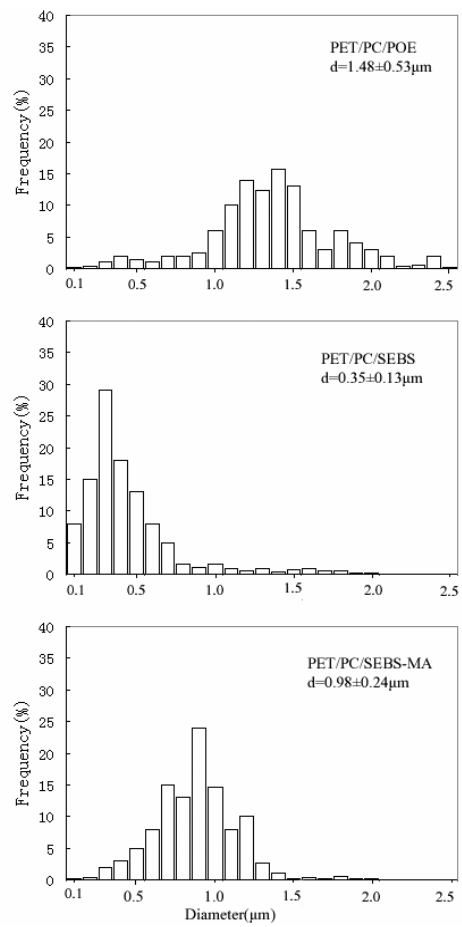 40
35
30
25
20
15
10
5
0
Frequency(%)
PET/PC/POE
d=1.48±0.53μm
0.1 0.5 1.0 1.5 2.0 2.5
40
35
30
25
20
15
10
5
0
Frequency(%)
PET/PC/SEBS
d=0.35±0.13μm
0.1 0.5 1.0 1.5 2.0 2.5
40
35
30
25
20
15
10
5
0
Frequency(%)
PET/PC/SEBS-MA
d=0.98±0.24μm
0.1 0.5 1.0 1.5 2.0 2.5
Diameter(μm)